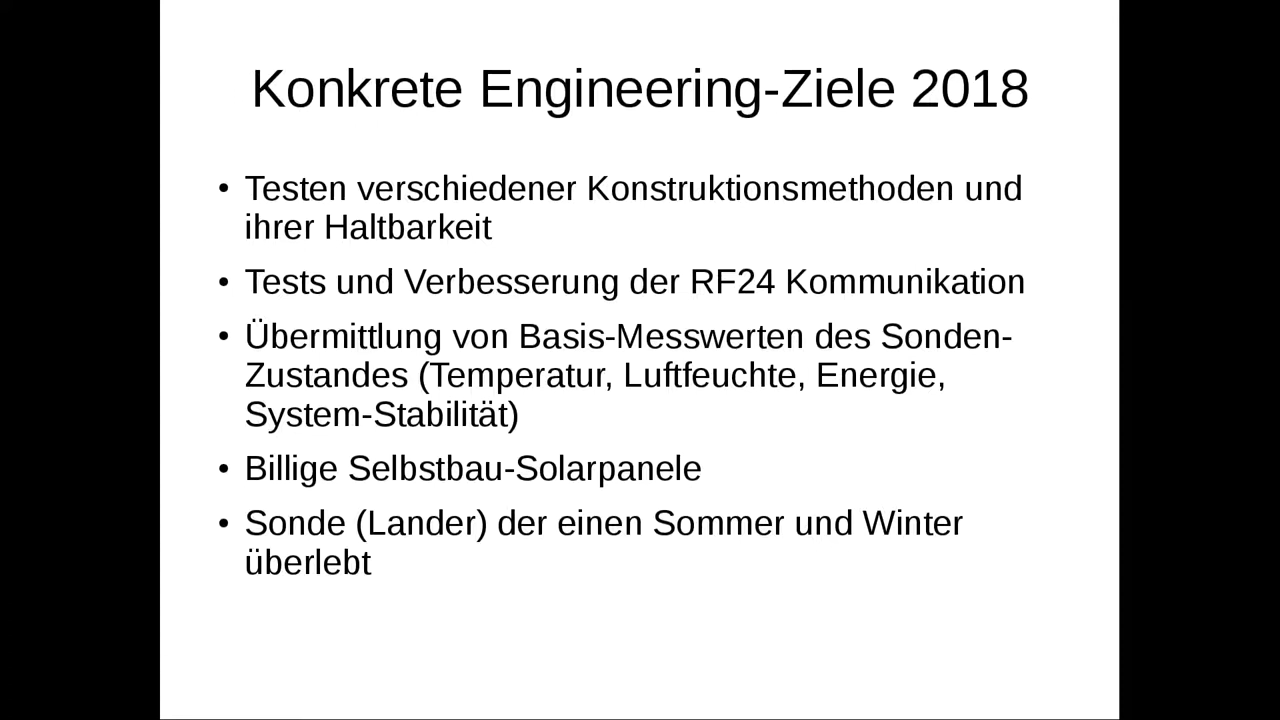 Konkrete Engineering-Ziele 2018
• Testen verschiedener Konstruktionsmethoden und
ihrer Haltbarkeit
• Tests und Verbesserung der RF24 Kommunikation
• Übermittlung von Basis-Messwerten des Sonden-
Zustandes (Temperatur, Luftfeuchte, Energie,
System-Stabilität)
• Billige Selbstbau-Solarpanele
• Sonde (Lander) der einen Sommer und Winter
überlebt